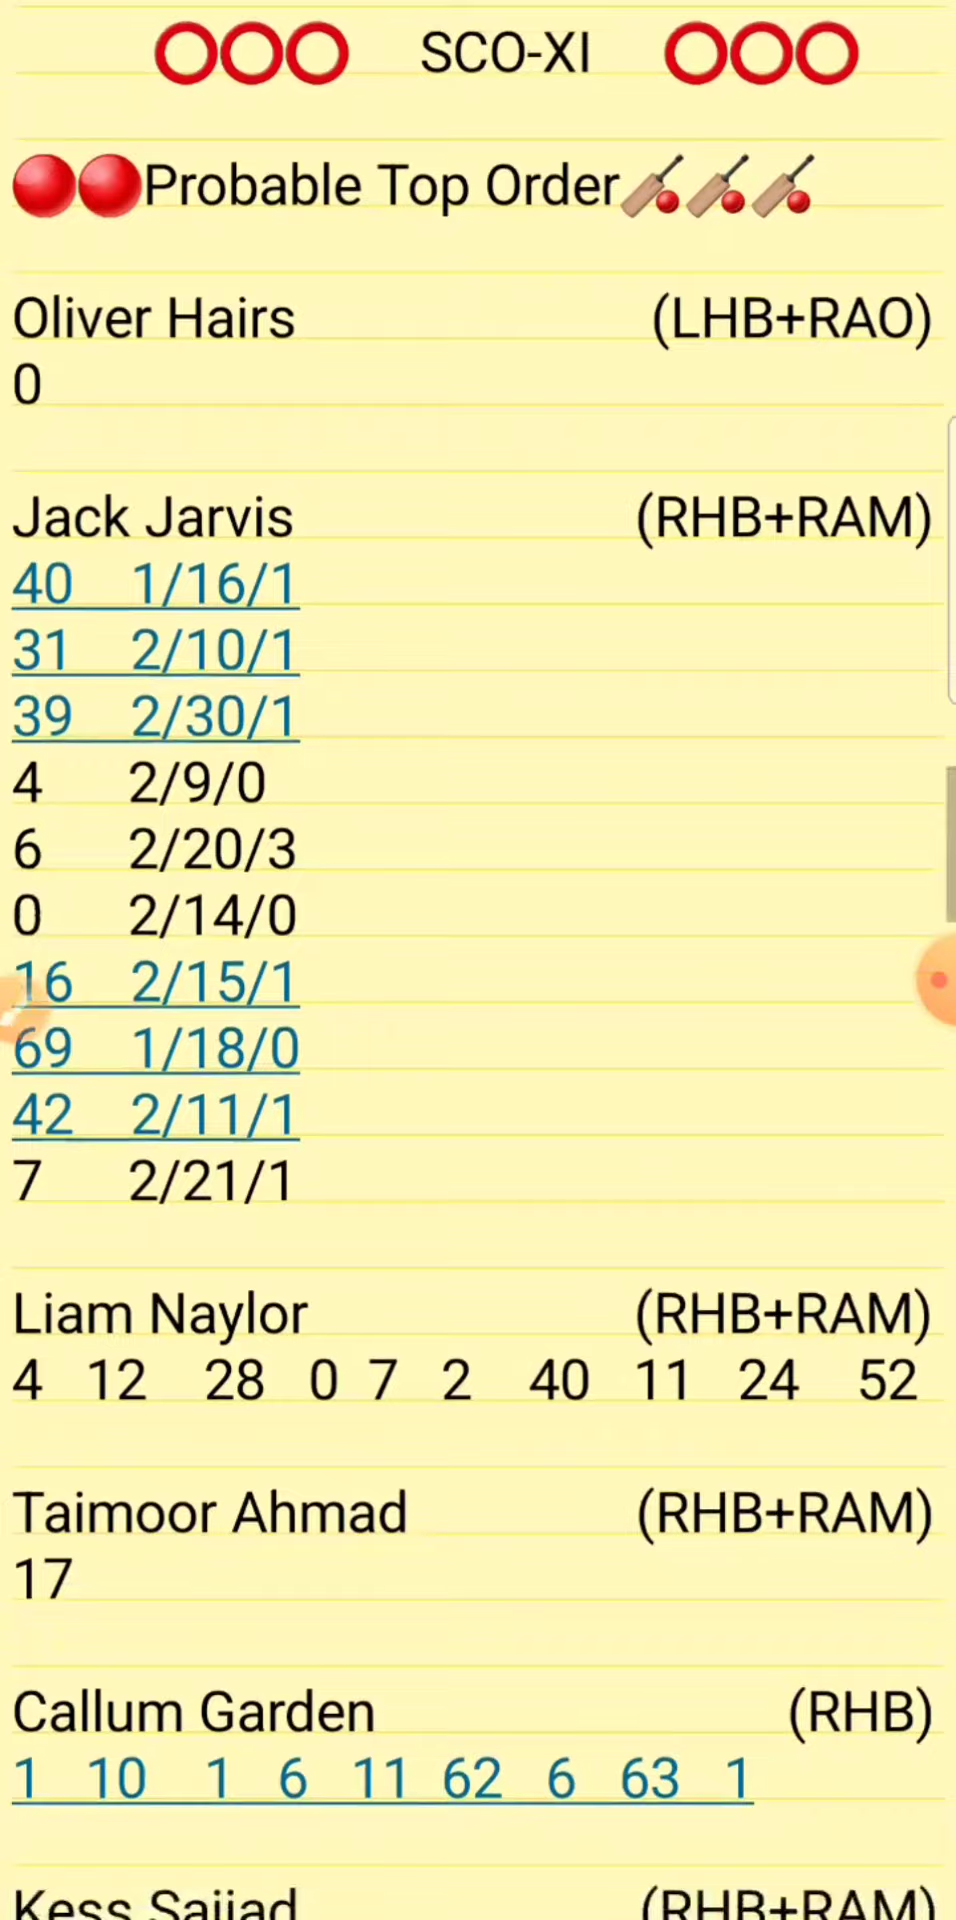 ⭕⭕⭕ SCO-XI ⭕⭕⭕
🔴🔴Probable Top Order🏏🏏🏏
Oliver Hairs (LHB+RAO)
0
Jack Jarvis (RHB+RAM)
40 1/16/1
31 2/10/1
39 2/30/1
4 2/9/0
6 2/20/3
0 2/14/0
16 2/15/1
69 1/18/0
42 2/11/1
7 2/21/1
Liam Naylor (RHB+RAM)
4 12 28 0 7 2 40 11 24 52
Taimoor Ahmad (RHB+RAM)
17
Callum Garden (RHB)
1 10 1 6 11 62 6 63 1
Kess Sajjad (RHB+RAM)